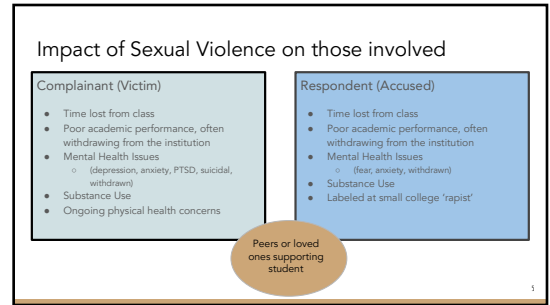 Impact of Sexual Violence on those involved
Complainant (Victim)
● Time lost from class
● Poor academic performance, often
withdrawing from the institution
● Mental Health Issues
○ (depression, anxiety, PTSD, suicidal,
withdrawn)
● Substance Use
● Ongoing physical health concerns
Respondent (Accused)
● Time lost from class
● Poor academic performance, often
withdrawing from the institution
● Mental Health Issues
○ (fear, anxiety, withdrawn)
● Substance Use
● Labeled at small college 'rapist'
Peers or loved
ones supporting
student